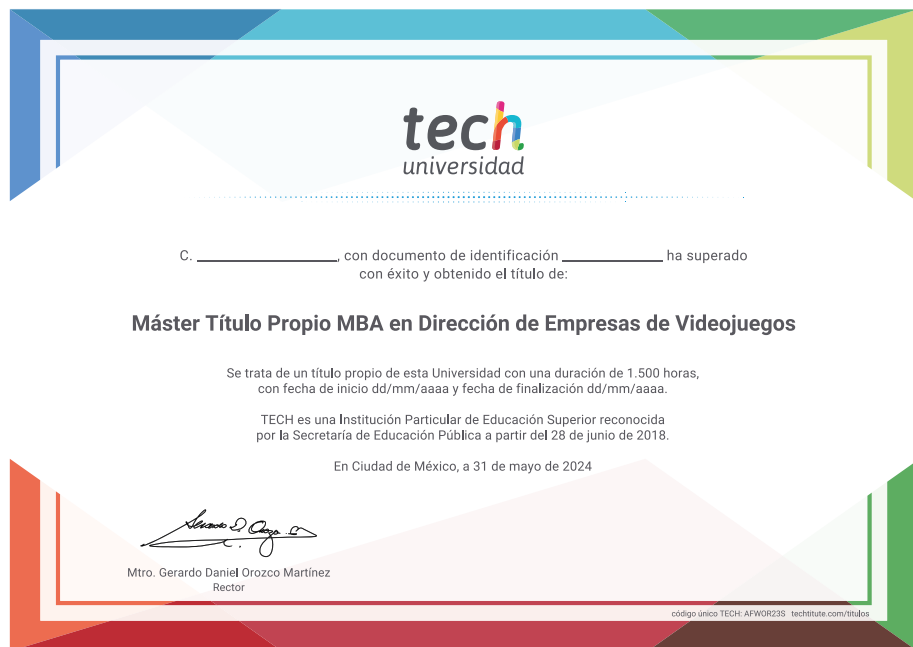 tech
universidad
C. __________________, con documento de identificación _____________ ha superado
con éxito y obtenido el título de:
Máster Título Propio MBA en Dirección de Empresas de Videojuegos
Se trata de un título propio de esta Universidad con una duración de 1.500 horas,
con fecha de inicio dd/mm/aaaa y fecha de finalización dd/mm/aaaa.
TECH es una Institución Particular de Educación Superior reconocida
por la Secretaría de Educación Pública a partir del 28 de junio de 2018.
En Ciudad de México, a 31 de mayo de 2024
Mtro. Gerardo Daniel Orozco Martínez
Rector
código único TECH: AFWOR23S techtitute.com/titulos